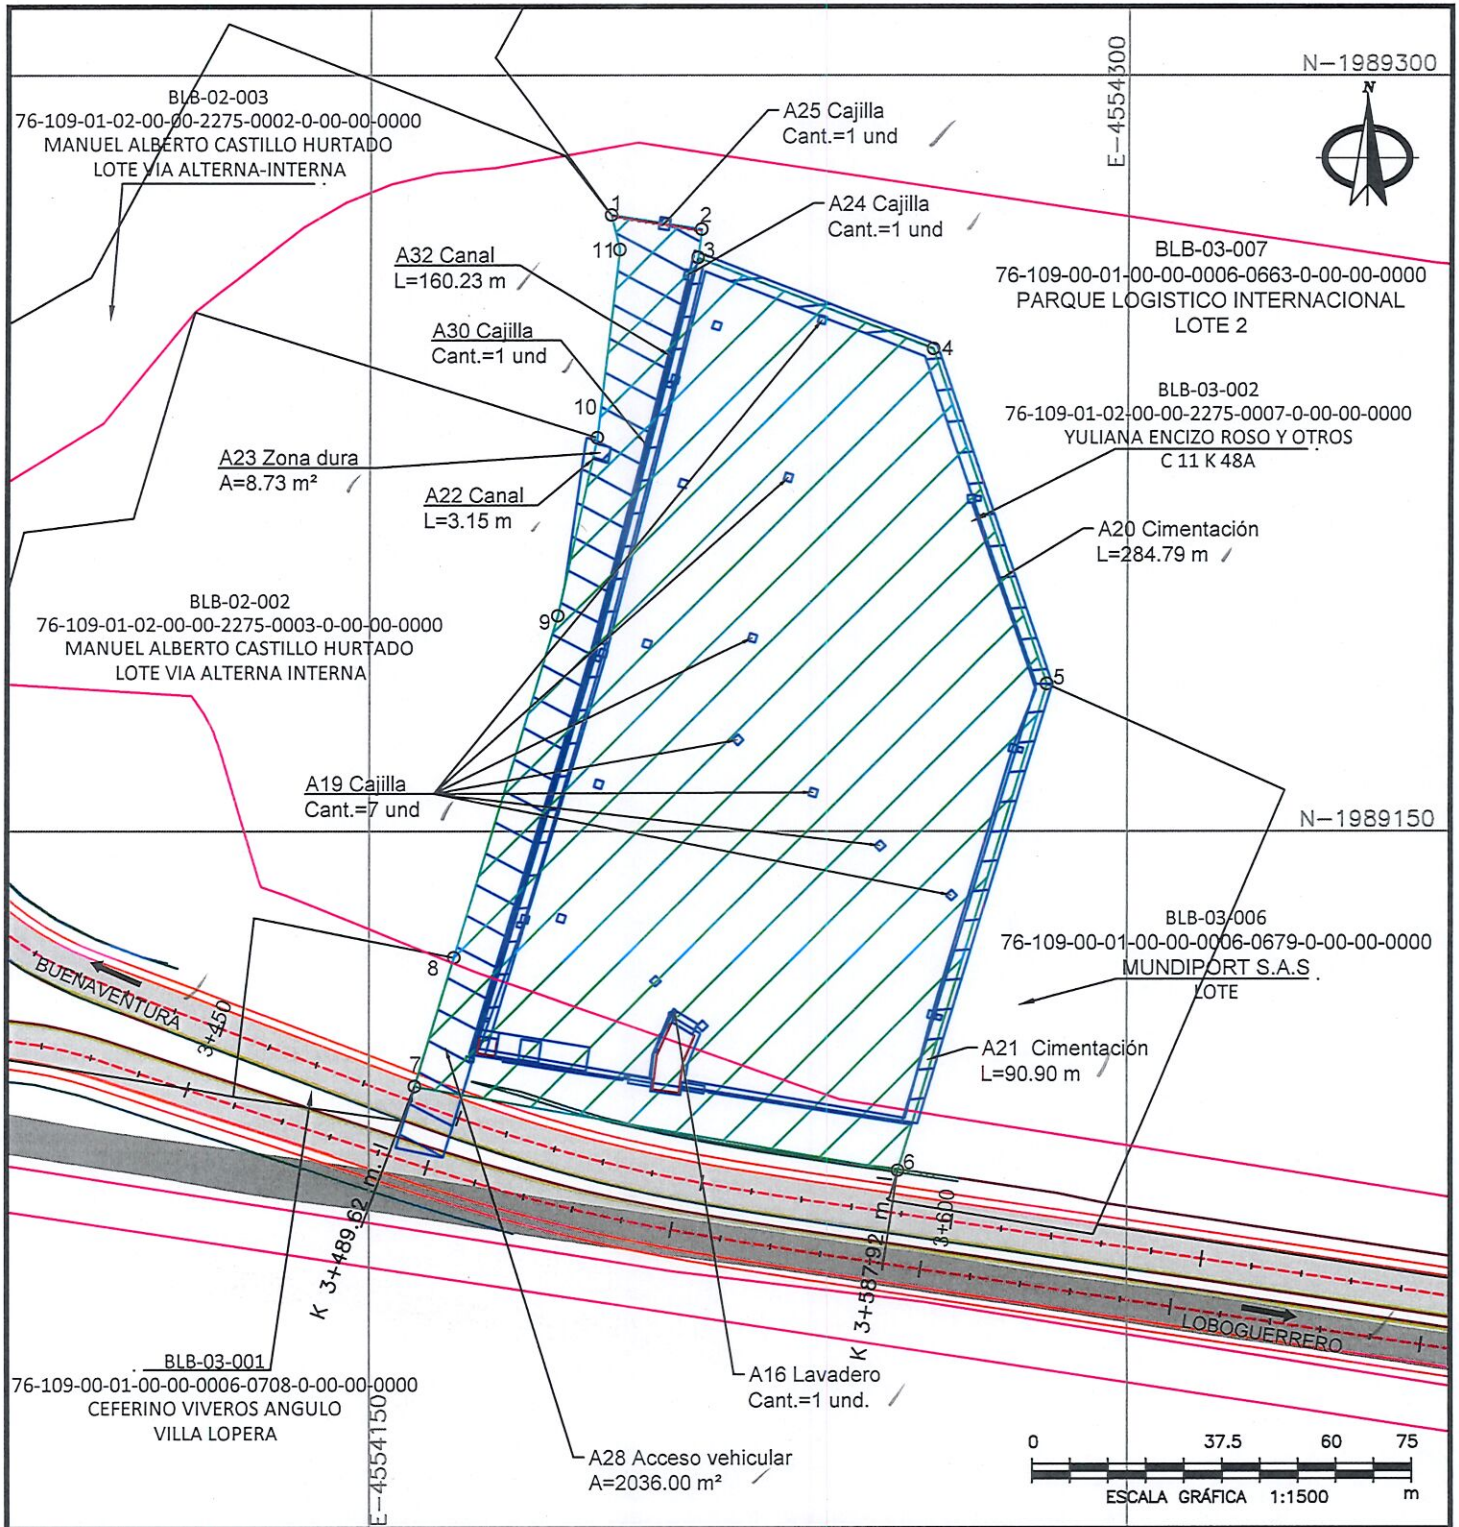 N-1989300
E-4554300
N
BLB-02-003
76-109-01-02-00-00-2275-0002-0-00-00-0000
MANUEL ALBERTO CASTILLO HURTADO
LOTE VIA ALTERNA-INTERNA
A25 Cajilla
Cant.=1 und
A24 Cajilla
Cant.=1 und
1
2
3
11
A32 Canal
L=160.23 m
A30 Cajilla
Cant.=1 und
BLB-03-007
76-109-00-01-00-00-0006-0663-0-00-00-0000
PARQUE LOGISTICO INTERNACIONAL
LOTE 2
4
BLB-03-002
76-109-01-02-00-00-2275-0007-0-00-00-0000
YULIANA ENCIZO ROSO Y OTROS
C 11 K 48A
10
A23 Zona dura
A=8.73 m²
A22 Canal
L=3.15 m
A20 Cimentación
L=284.79 m
BLB-02-002
76-109-01-02-00-00-2275-0003-0-00-00-0000
MANUEL ALBERTO CASTILLO HURTADO
LOTE VIA ALTERNA INTERNA
9
5
A19 Cajilla
Cant.=7 und
N-1989150
BLB-03-006
76-109-00-01-00-00-0006-0679-0-00-00-0000
MUNDIPORT S.A.S
LOTE
8
BUENAVENTURA
3+450
7
A21 Cimentación
L=90.90 m
6
K 3+489.62 m.
K 3+587.92 m.
3+600
LOBOGUERRERO
BLB-03-001
76-109-00-01-00-00-0006-0708-0-00-00-0000
CEFERINO VIVEROS ANGULO
VILLA LOPERA
E-4554150
A16 Lavadero
Cant.=1 und.
A28 Acceso vehicular
A=2036.00 m²
0 37.5 60 75
ESCALA GRÁFICA 1:1500 m